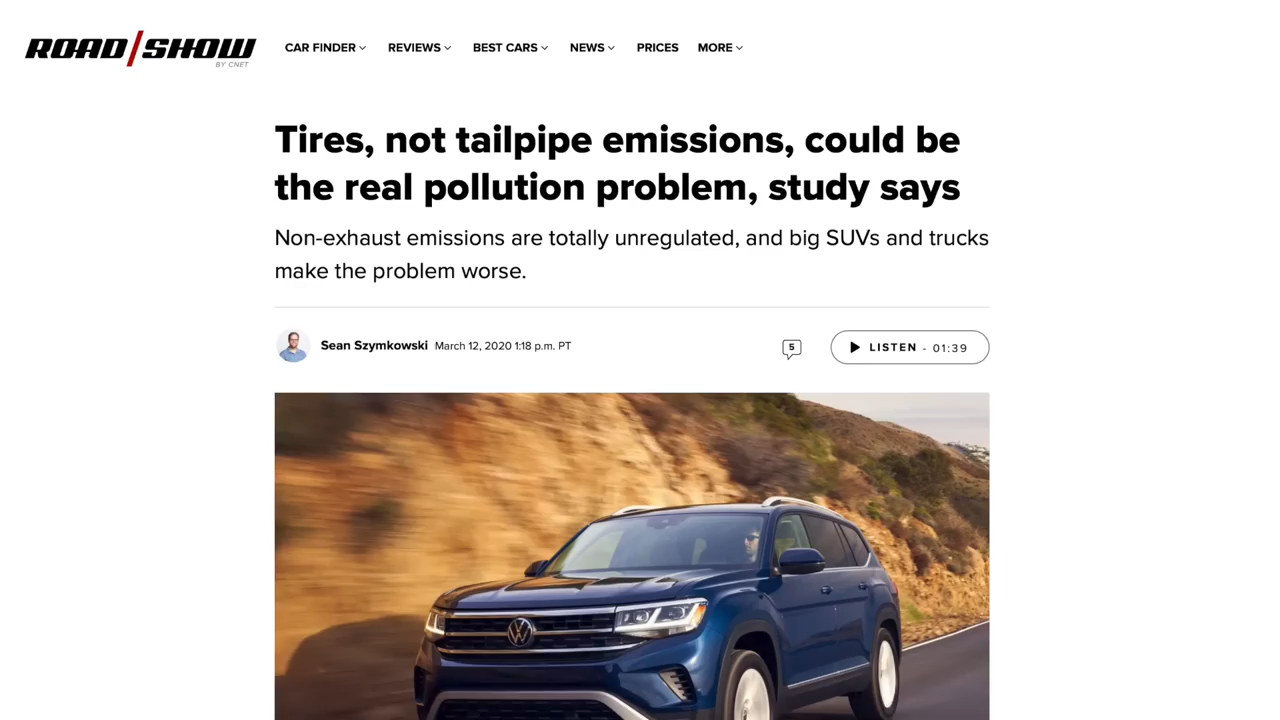 ROAD/SHOW
BY CNET
CAR FINDER
REVIEWS
BEST CARS
NEWS
PRICES
MORE
Tires, not tailpipe emissions, could be
the real pollution problem, study says
Non-exhaust emissions are totally unregulated, and big SUVs and trucks
make the problem worse.
Sean Szymkowski March 12, 2020 1:18 p.m. PT
5
LISTEN - 01:39